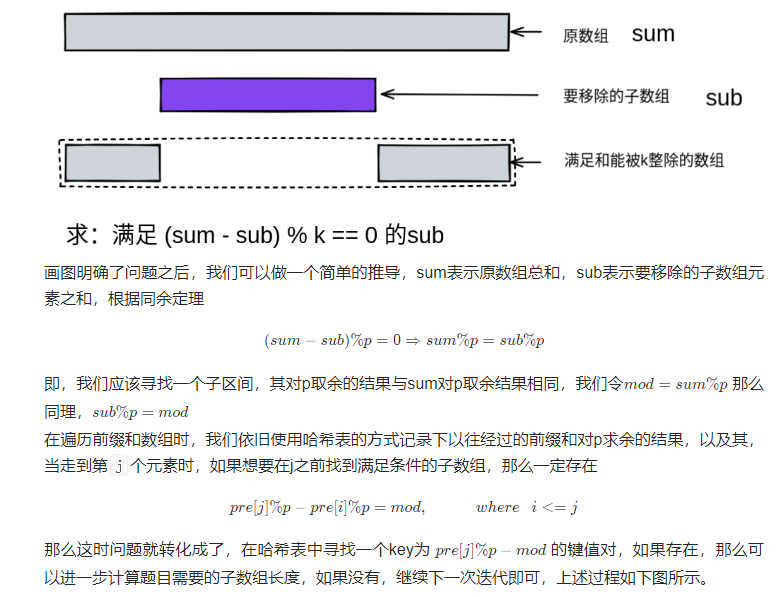 原数组 sum
要移除的子数组 sub
满足和能被k整除的数组
求：满足 (sum - sub) % k == 0 的sub
画图明确了问题之后，我们可以做一个简单的推导，sum表示原数组总和，sub表示要移除的子数组元
素之和，根据同余定理
(sum − sub)%p = 0 ⇒ sum%p = sub%p
即，我们应该寻找一个子区间，其对p取余的结果与sum对p取余结果相同，我们令mod = sum%p 那么
同理，sub%p = mod
在遍历前缀和数组时，我们依旧使用哈希表的方式记录下以往经过的前缀和对p求余的结果，以及其，
当走到第 j 个元素时，如果想要在j之前找到满足条件的子数组，那么一定存在
pre[j]%p − pre[i]%p = mod, where i <= j
那么这时问题就转化成了，在哈希表中寻找一个key为 pre[j]%p − mod 的键值对，如果存在，那么可
以进一步计算题目需要的子数组长度，如果没有，继续下一次迭代即可，上述过程如下图所示。